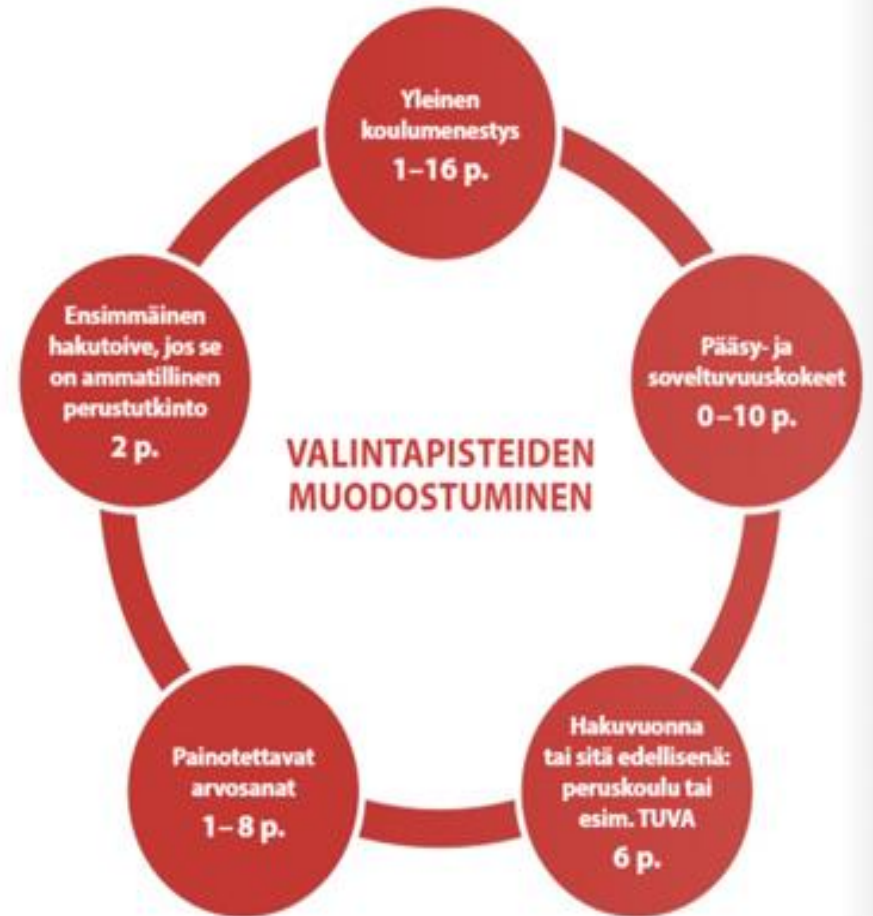 Yleinen
koulumenestys
1–16 p.
Ensimmäinen
hakutoive, jos se
on ammatillinen
perustutkinto
2 p.
Pääsy- ja
soveltuvuuskokeet
0–10 p.
VALINTAPISTEIDEN
MUODOSTUMINEN
Painotettavat
arvosanat
1–8 p.
Hakuvuonna
tai sitä edellisenä:
peruskoulu tai
esim. TUVA
6 p.